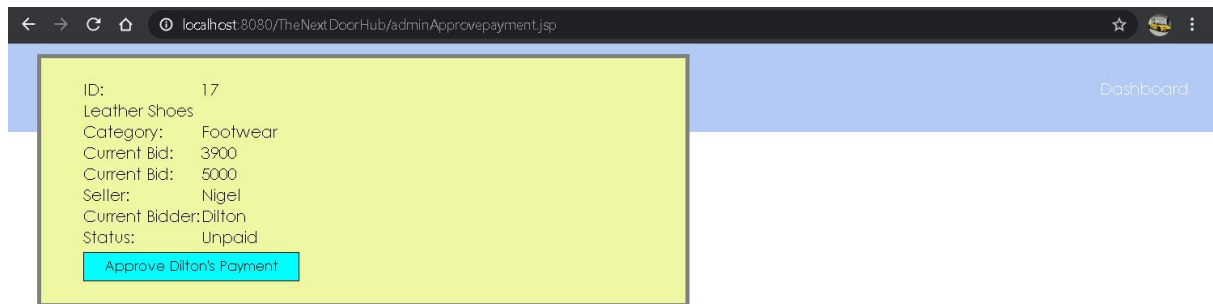 localhost:8080/TheNextDoorHub/adminApprovepayment.jsp
Dashboard
ID: 17
Leather Shoes
Category: Footwear
Current Bid: 3900
Current Bid: 5000
Seller: Nigel
Current Bidder: Dilton
Status: Unpaid
Approve Dilton's Payment